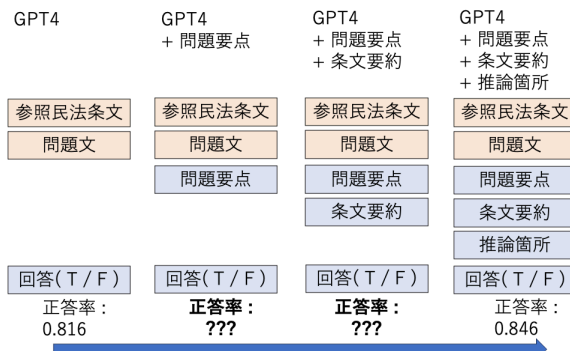 GPT4
参照民法条文
問題文
回答(T/F)
正答率：
0.816
GPT4
+ 問題要点
参照民法条文
問題文
問題要点
回答(T/F)
正答率：
???
GPT4
+ 問題要点
+ 条文要約
参照民法条文
問題文
問題要点
条文要約
回答(T/F)
正答率：
???
GPT4
+ 問題要点
+ 条文要約
+ 推論箇所
参照民法条文
問題文
問題要点
条文要約
推論箇所
回答(T/F)
正答率：
0.846